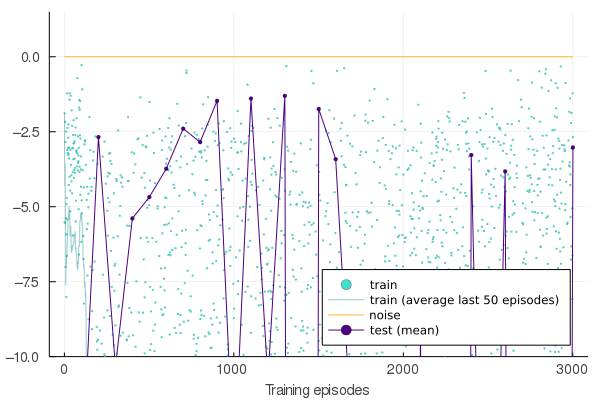 0.0
−2.5
−5.0
−7.5
−10.0
train
train (average last 50 episodes)
noise
test (mean)
0 1000 2000 3000
Training episodes